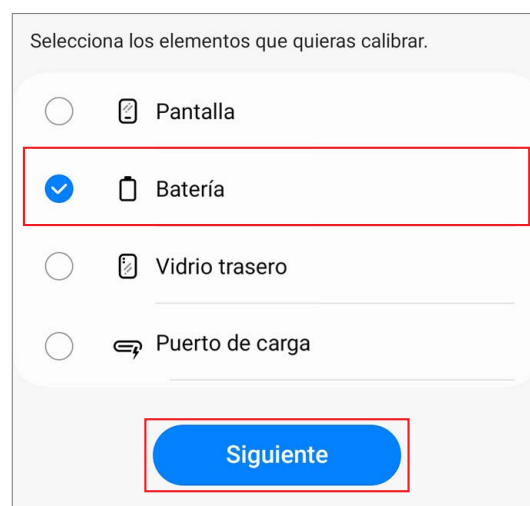 Selecciona los elementos que quieras calibrar.
Pantalla
Batería
Vidrio trasero
Puerto de carga
Siguiente